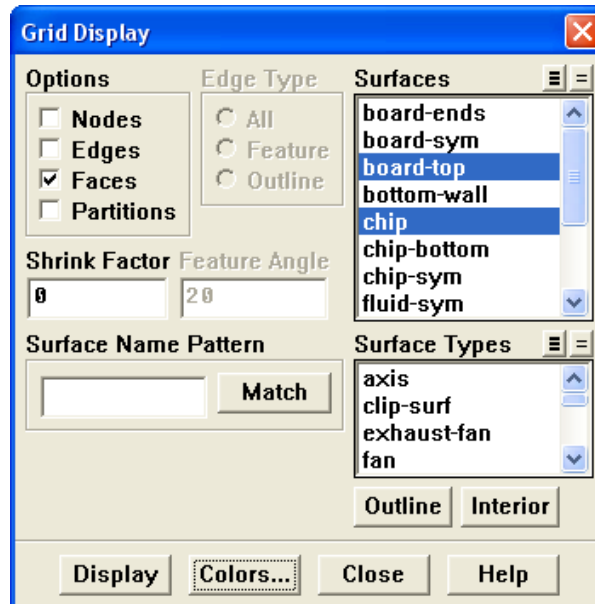 Grid Display
Options
Nodes
Edges
Faces
Partitions
Edge Type
All
Feature
Outline
Shrink Factor
0
Feature Angle
20
Surface Name Pattern
Match
Surfaces
board-ends
board-sym
board-top
bottom-wall
chip
chip-bottom
chip-sym
fluid-sym
Surface Types
axis
clip-surf
exhaust-fan
fan
Outline Interior
Display Colors... Close Help